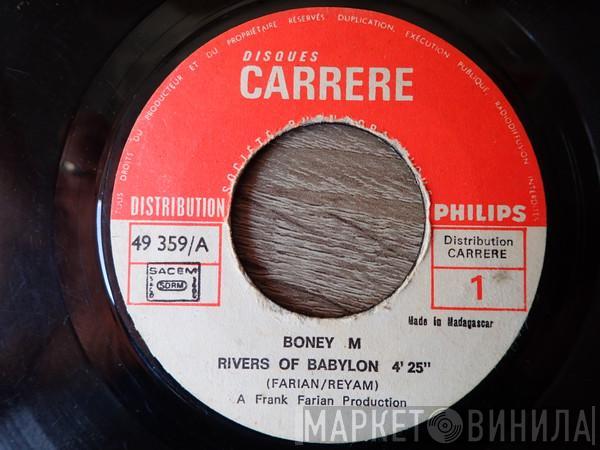 TOUS DROITS DU PRODUCTEUR ET DU PROPRIÉTAIRE RÉSERVÉS DUPLICATION, EXÉCUTION PUBLIQUE, RADIODIFFUSION INTERDITES
DISQUES
CARRERE
DISTRIBUTION
PHILIPS
49 359/A
SACEM
SDRM
Distribution
CARRERE
1
Made in Madagascar
BONEY M
RIVERS OF BABYLON 4' 25"
(FARIAN/REYAM)
A Frank Farian Production
МАРКЕТ ВИНИЛА